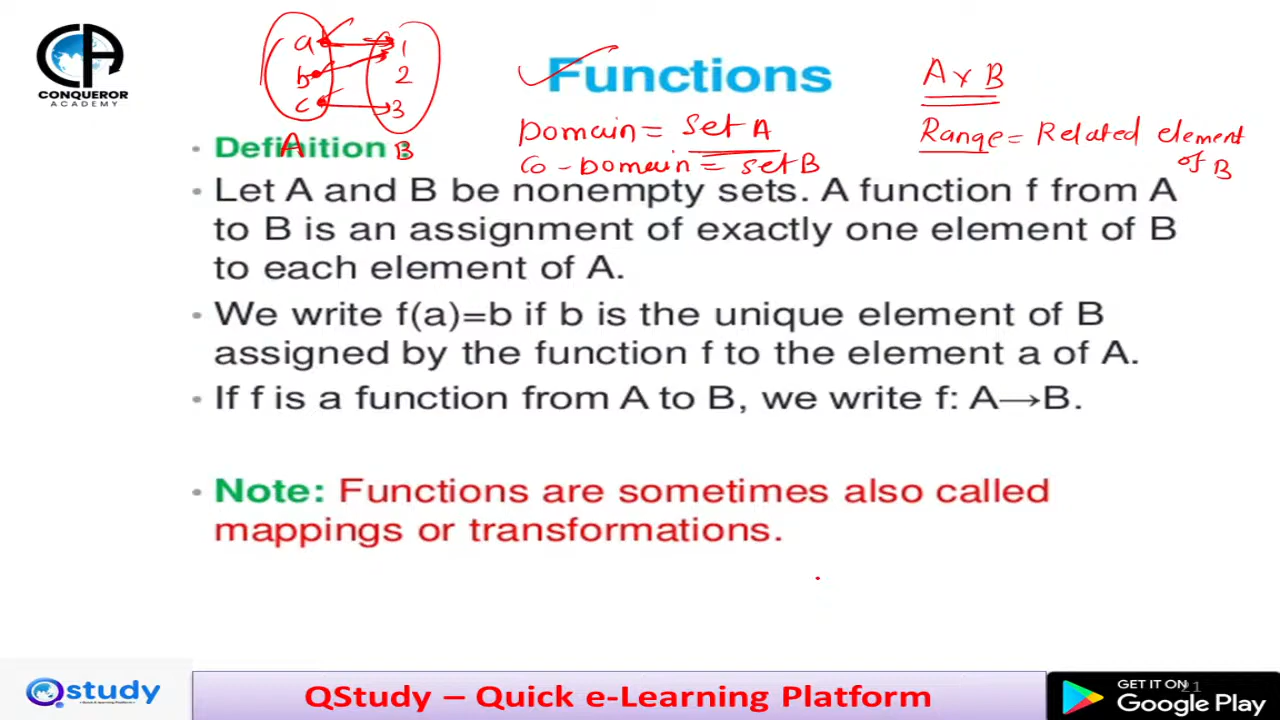 CONQUEROR
ACADEMY
a 1
b 2
c 3
A B
Functions
A x B
Domain = Set A
Co-Domain = Set B
Range = Related element
of B
• Definition :
• Let A and B be nonempty sets. A function f from A
to B is an assignment of exactly one element of B
to each element of A.
• We write f(a)=b if b is the unique element of B
assigned by the function f to the element a of A.
• If f is a function from A to B, we write f: A→B.
• Note: Functions are sometimes also called
mappings or transformations.
Qstudy
QStudy – Quick e-Learning Platform
21
GET IT ON
Google Play